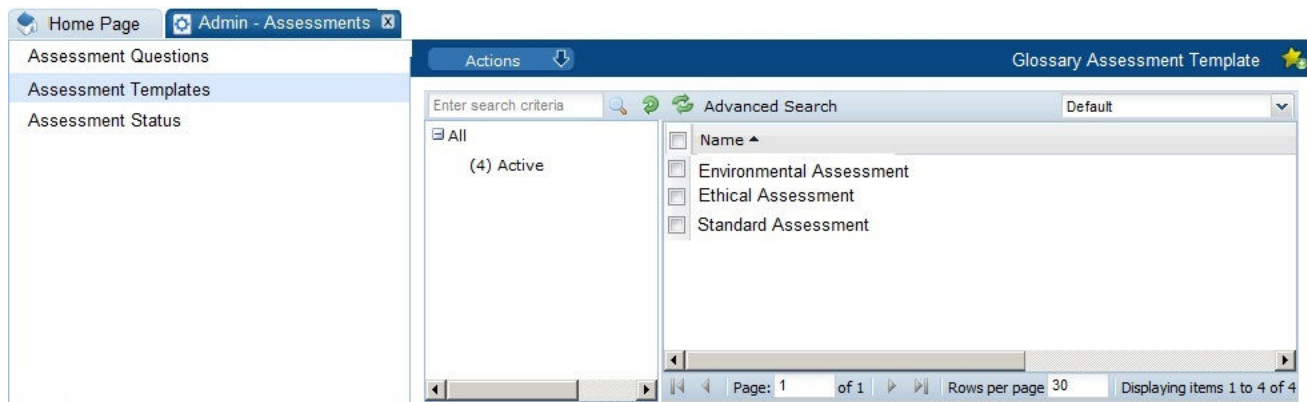 Home Page
Admin - Assessments
Assessment Questions
Assessment Templates
Assessment Status
Actions
Glossary Assessment Template
Enter search criteria
Advanced Search
Default
All
(4) Active
Name
Environmental Assessment
Ethical Assessment
Standard Assessment
Page: 1 of 1
Rows per page 30
Displaying items 1 to 4 of 4